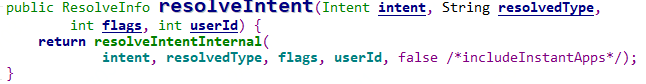 public ResolveInfo resolveIntent(Intent intent, String resolvedType,
int flags, int userId) {
return resolveIntentInternal(
intent, resolvedType, flags, userId, false /*includeInstantApps*/);
}